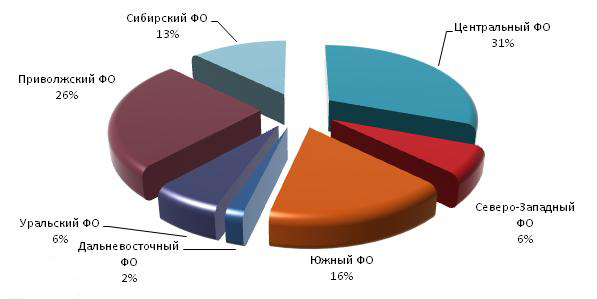 Сибирский ФО
13%
Центральный ФО
31%
Приволжский ФО
26%
Северо-Западный
ФО
6%
Уральский ФО
6%
Дальневосточный
ФО
2%
Южный ФО
16%